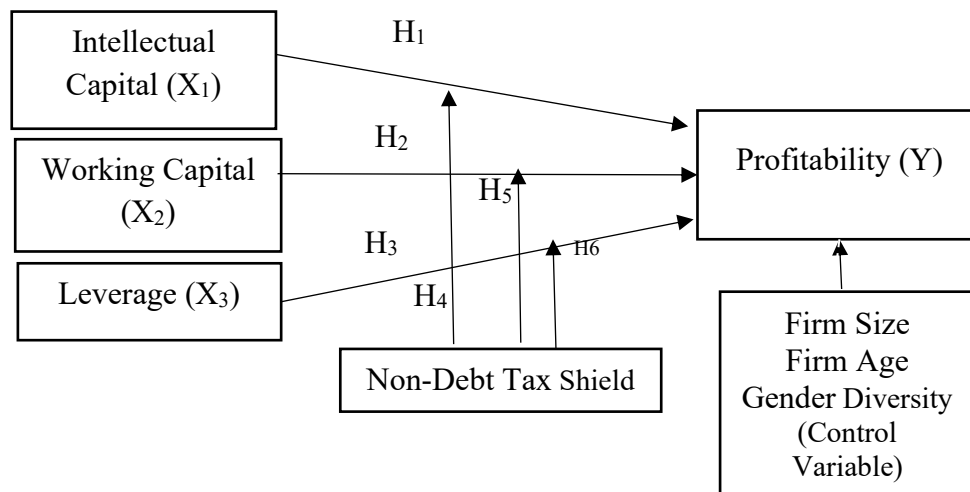 Intellectual
Capital (X₁)
H₁
Working Capital
(X₂)
H₂
H₅
Profitability (Y)
Leverage (X₃)
H₃
H6
H₄
Non-Debt Tax Shield
Firm Size
Firm Age
Gender Diversity
(Control
Variable)